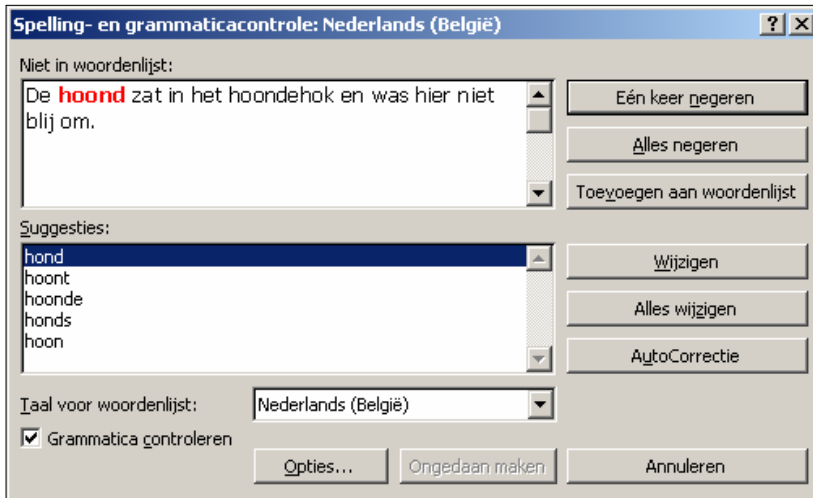 Spelling- en grammaticacontrole: Nederlands (België)
Niet in woordenlijst:
De hoond zat in het hoondehok en was hier niet
blij om.
Eén keer negeren
Alles negeren
Toevoegen aan woordenlijst
Suggesties:
hond
hoont
hoonde
honds
hoon
Wijzigen
Alles wijzigen
AutoCorrectie
Taal voor woordenlijst:
Nederlands (België)
Grammatica controleren
Opties...
Ongedaan maken
Annuleren